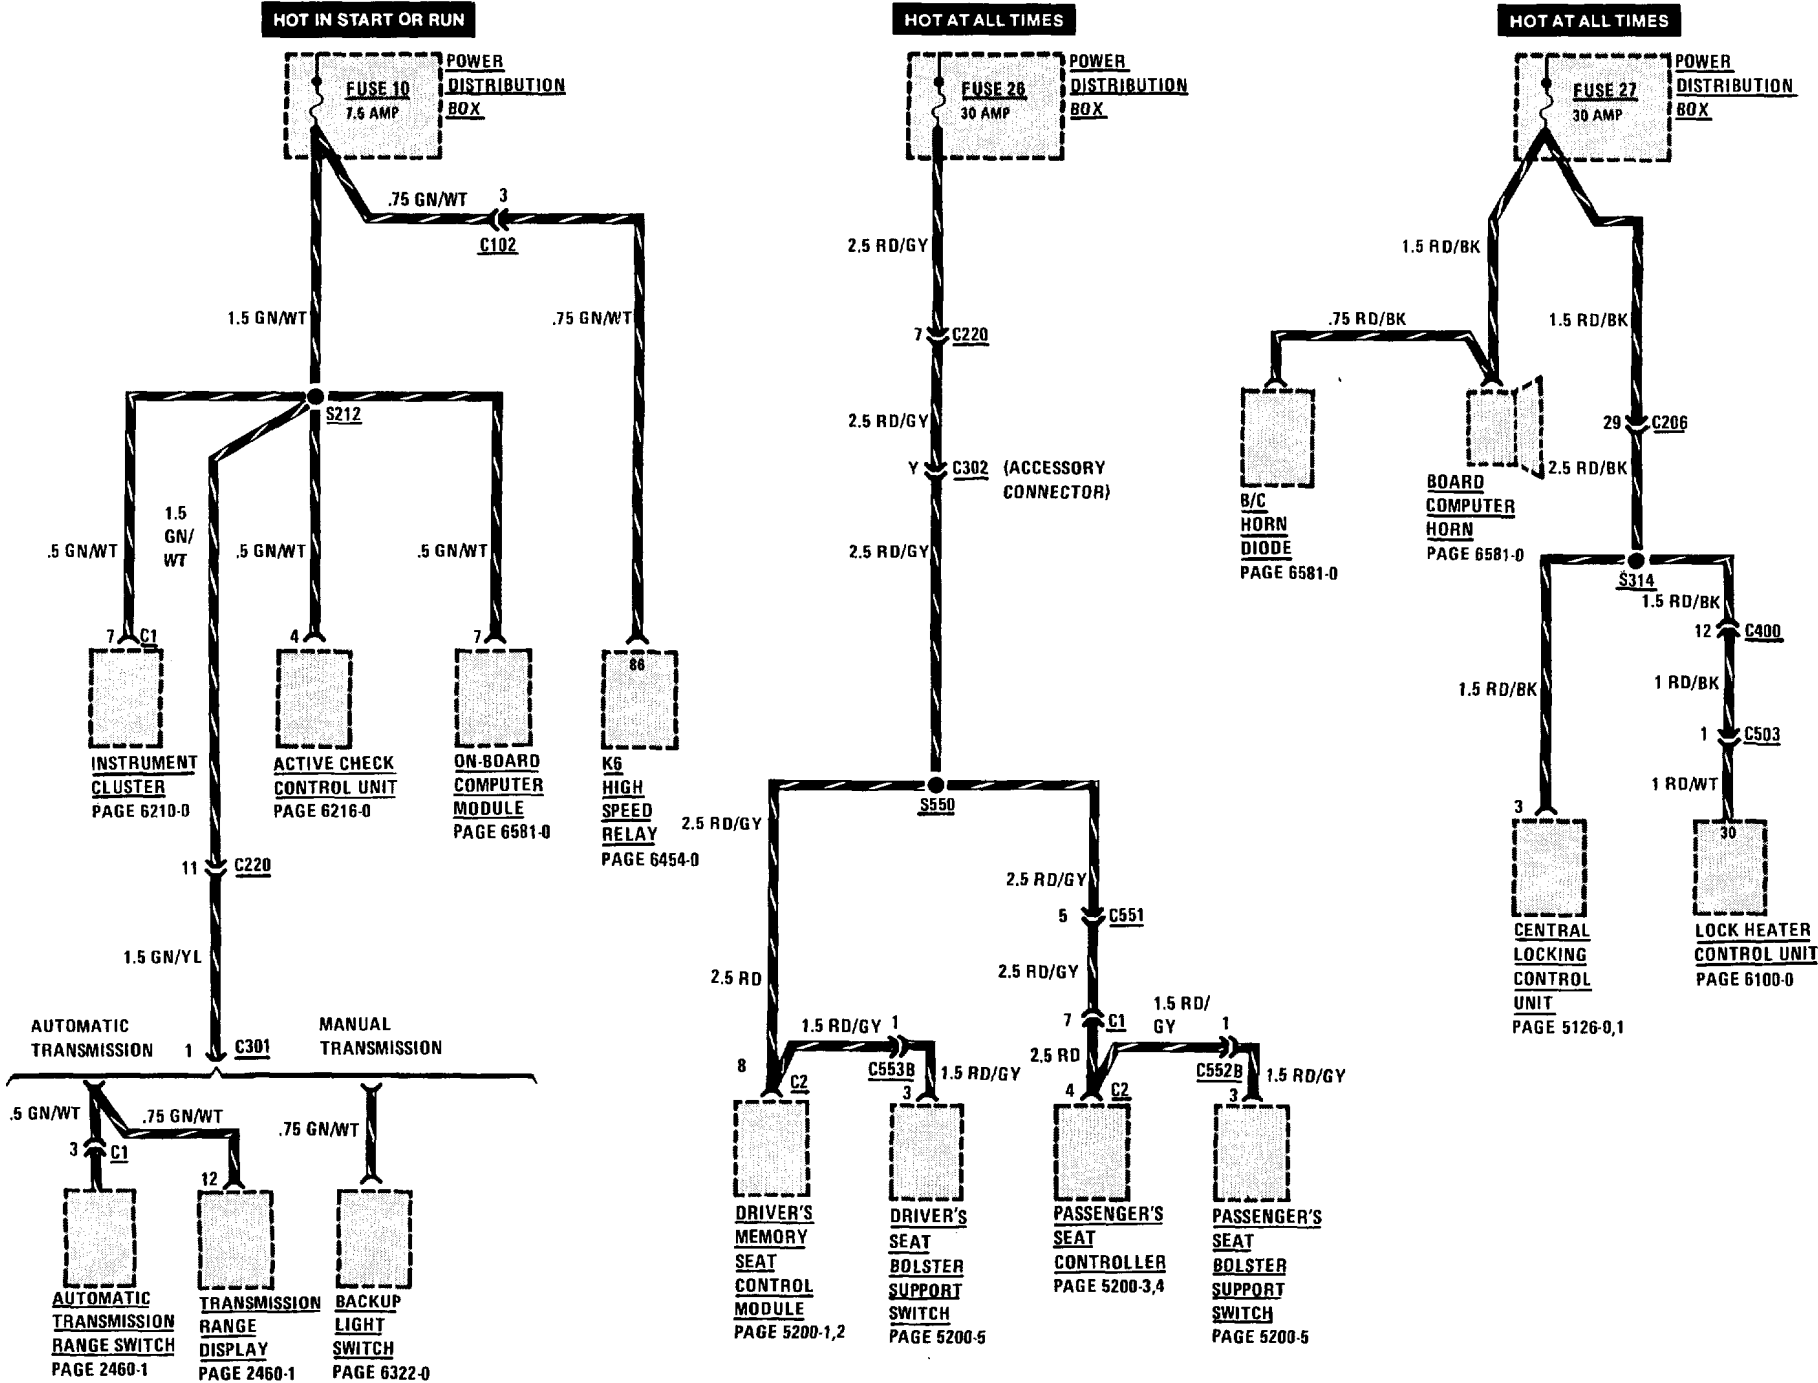 HOT IN START OR RUN
FUSE 10
7.5 AMP
POWER
DISTRIBUTION
BOX
.75 GN/WT
3
C102
1.5 GN/WT
.75 GN/WT
S212
1.5
GN/
WT
.5 GN/WT
.5 GN/WT
.5 GN/WT
7
C1
4
7
86
INSTRUMENT
CLUSTER
PAGE 6210-0
ACTIVE CHECK
CONTROL UNIT
PAGE 6216-0
ON-BOARD
COMPUTER
MODULE
PAGE 6581-0
K6
HIGH
SPEED
RELAY
PAGE 6454-0
11
C220
1.5 GN/YL
AUTOMATIC
TRANSMISSION
1
C301
MANUAL
TRANSMISSION
.5 GN/WT
.75 GN/WT
.75 GN/WT
3
C1
12
AUTOMATIC
TRANSMISSION
RANGE SWITCH
PAGE 2460-1
TRANSMISSION
RANGE
DISPLAY
PAGE 2460-1
BACKUP
LIGHT
SWITCH
PAGE 6322-0
HOT AT ALL TIMES
FUSE 26
30 AMP
POWER
DISTRIBUTION
BOX
2.5 RD/GY
7
C220
2.5 RD/GY
Y
C302
(ACCESSORY
CONNECTOR)
2.5 RD/GY
S550
2.5 RD/GY
2.5 RD/GY
5
C551
2.5 RD
2.5 RD/GY
7
C1
1.5 RD/GY
1
C553B
1.5 RD/GY
2.5 RD
1.5 RD/
GY
1
C552B
1.5 RD/GY
8
C2
3
4
C2
3
DRIVER'S
MEMORY
SEAT
CONTROL
MODULE
PAGE 5200-1,2
DRIVER'S
SEAT
BOLSTER
SUPPORT
SWITCH
PAGE 5200-5
PASSENGER'S
SEAT
CONTROLLER
PAGE 5200-3,4
PASSENGER'S
SEAT
BOLSTER
SUPPORT
SWITCH
PAGE 5200-5
HOT AT ALL TIMES
FUSE 27
30 AMP
POWER
DISTRIBUTION
BOX
1.5 RD/BK
.75 RD/BK
1.5 RD/BK
29
C206
2.5 RD/BK
B/C
HORN
DIODE
PAGE 6581-0
BOARD
COMPUTER
HORN
PAGE 6581-0
S314
1.5 RD/BK
12
C400
1.5 RD/BK
1 RD/BK
1
C503
1 RD/WT
3
30
CENTRAL
LOCKING
CONTROL
UNIT
PAGE 5126-0,1
LOCK HEATER
CONTROL UNIT
PAGE 6100-0